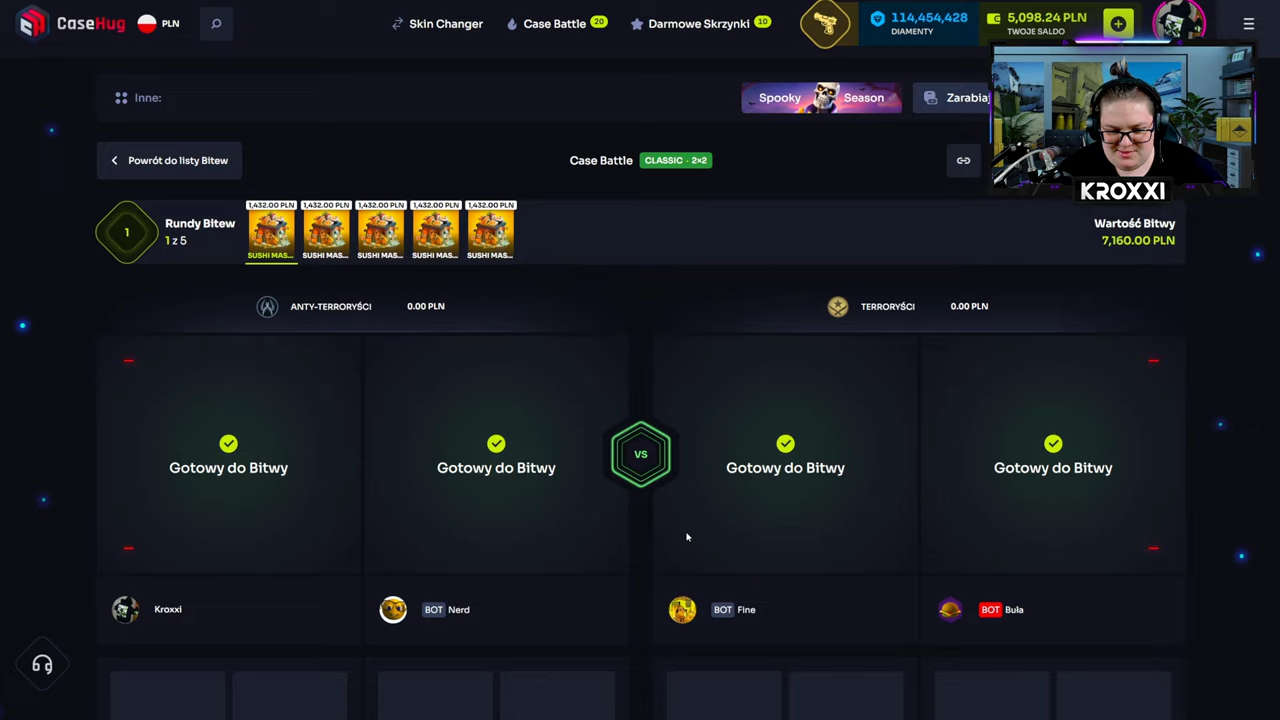 CaseHug
PLN
Skin Changer
Case Battle 20
Darmowe Skrzynki 10
114,454,428
DIAMENTY
5,098.24 PLN
TWOJE SALDO
Inne:
Spooky Season
Zarabiaj
KROXXI
Powrót do listy Bitew
Case Battle CLASSIC · 2×2
1
Rundy Bitew
1 z 5
1,432.00 PLN 1,432.00 PLN 1,432.00 PLN 1,432.00 PLN 1,432.00 PLN
SUSHI MAS... SUSHI MAS... SUSHI MAS... SUSHI MAS... SUSHI MAS...
Wartość Bitwy
7,160.00 PLN
ANTY-TERRORYŚCI 0.00 PLN
TERRORYŚCI 0.00 PLN
Gotowy do Bitwy
Gotowy do Bitwy
VS
Gotowy do Bitwy
Gotowy do Bitwy
Kroxxi
BOT Nerd
BOT Fine
BOT Buła